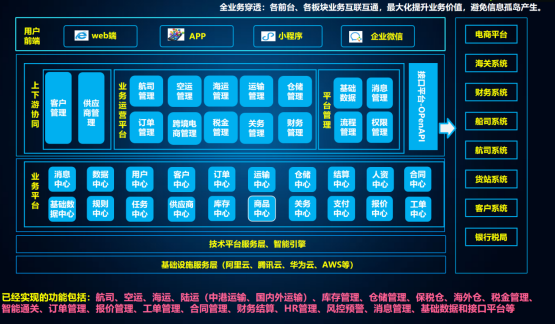 全业务穿透：各前台、各板块业务互联互通，最大化提升业务价值，避免信息孤岛产生。
用户前端
web端
APP
小程序
企业微信
上下游协同
客户管理
供应商管理
业务运营平台
航司管理
空运管理
海运管理
运输管理
仓储管理
订单管理
跨境电商管理
税金管理
关务管理
财务管理
平台管理
基础数据
消息管理
流程管理
权限管理
接口平台-OPenAPI
业务平台
消息中心
数据中心
用户中心
客户中心
订单中心
运输中心
仓储中心
结算中心
人资中心
合同中心
基础数据中心
规则中心
任务中心
供应商中心
库存中心
商品中心
关务中心
支付中心
报价中心
工单中心
技术平台服务层、智能引擎
基础设施服务层（阿里云、腾讯云、华为云、AWS等）
电商平台
海关系统
财务系统
船司系统
航司系统
货站系统
客户系统
银行税局
已经实现的功能包括：航司、空运、海运、陆运（中港运输、国内外运输）、库存管理、仓储管理、保税仓、海外仓、税金管理、
智能通关、订单管理、报价管理、工单管理、合同管理、财务结算、HR管理、风控预警、消息管理、基础数据和接口平台等